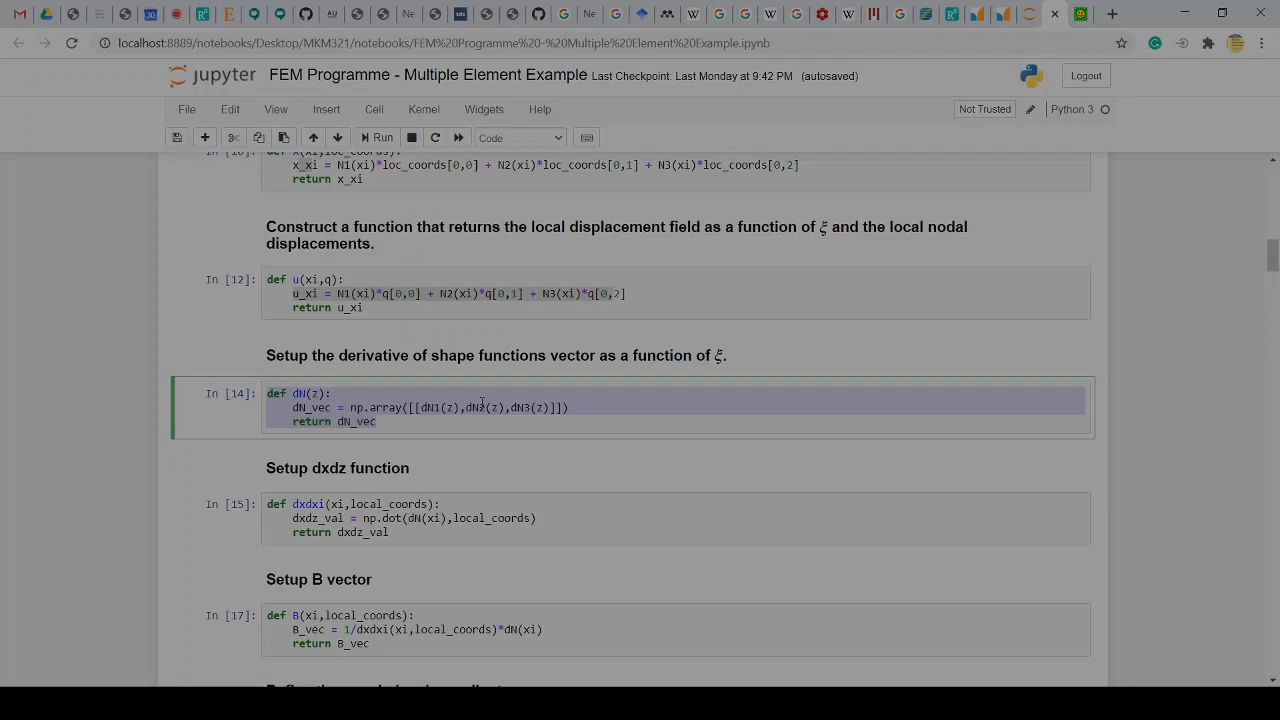 localhost:8889/notebooks/Desktop/MKM321/notebooks/FEM%20Programme%20-%20Multiple%20Element%20Example.ipynb
jupyter FEM Programme - Multiple Element Example Last Checkpoint: Last Monday at 9:42 PM (autosaved) Logout
File Edit View Insert Cell Kernel Widgets Help Not Trusted Python 3
Run Code
x_xi = N1(xi)*loc_coords[0,0] + N2(xi)*loc_coords[0,1] + N3(xi)*loc_coords[0,2]
return x_xi
Construct a function that returns the local displacement field as a function of ξ and the local nodal
displacements.
In [12]: def u(xi,q):
u_xi = N1(xi)*q[0,0] + N2(xi)*q[0,1] + N3(xi)*q[0,2]
return u_xi
Setup the derivative of shape functions vector as a function of ξ.
In [14]: def dN(z):
dN_vec = np.array([[dN1(z),dN2(z),dN3(z)]])
return dN_vec
Setup dxdz function
In [15]: def dxdxi(xi,local_coords):
dxdz_val = np.dot(dN(xi),local_coords)
return dxdz_val
Setup B vector
In [17]: def B(xi,local_coords):
B_vec = 1/dxdxi(xi,local_coords)*dN(xi)
return B_vec